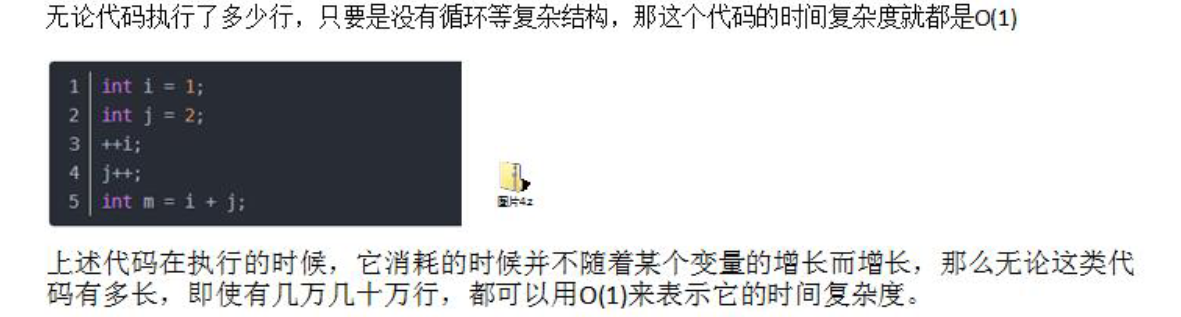 无论代码执行了多少行，只要是没有循环等复杂结构，那这个代码的时间复杂度就都是O(1)
1 int i = 1;
2 int j = 2;
3 ++i;
4 j++;
5 int m = i + j;
图片4.z
上述代码在执行的时候，它消耗的时候并不随着某个变量的增长而增长，那么无论这类代
码有多长，即使有几万几十万行，都可以用O(1)来表示它的时间复杂度。